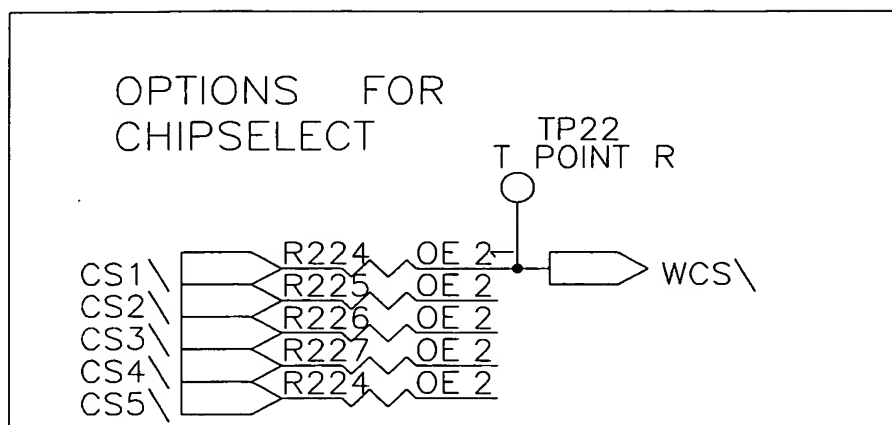 OPTIONS FOR
CHIPSELECT
TP22
T POINT R
R224 OE 2 1
CS1\ WCS\
R225 OE 2
CS2\
R226 OE 2
CS3\
R227 OE 2
CS4\
R224 OE 2
CS5\